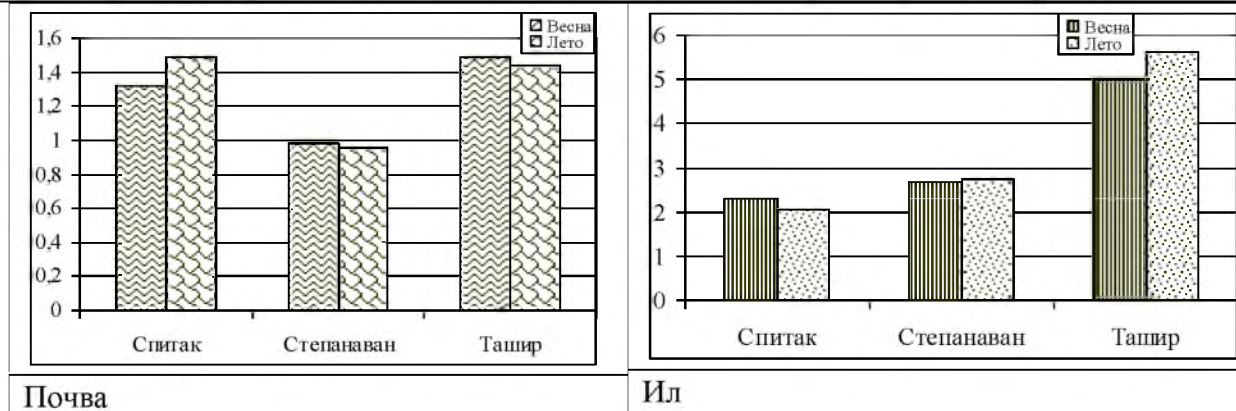 Весна
Лето
1,6
1,4
1,2
1
0,8
0,6
0,4
0,2
0
Спитак Степанаван Ташир
Почва
Весна
Лето
6
5
4
3
2
1
0
Спитак Степанаван Ташир
Ил